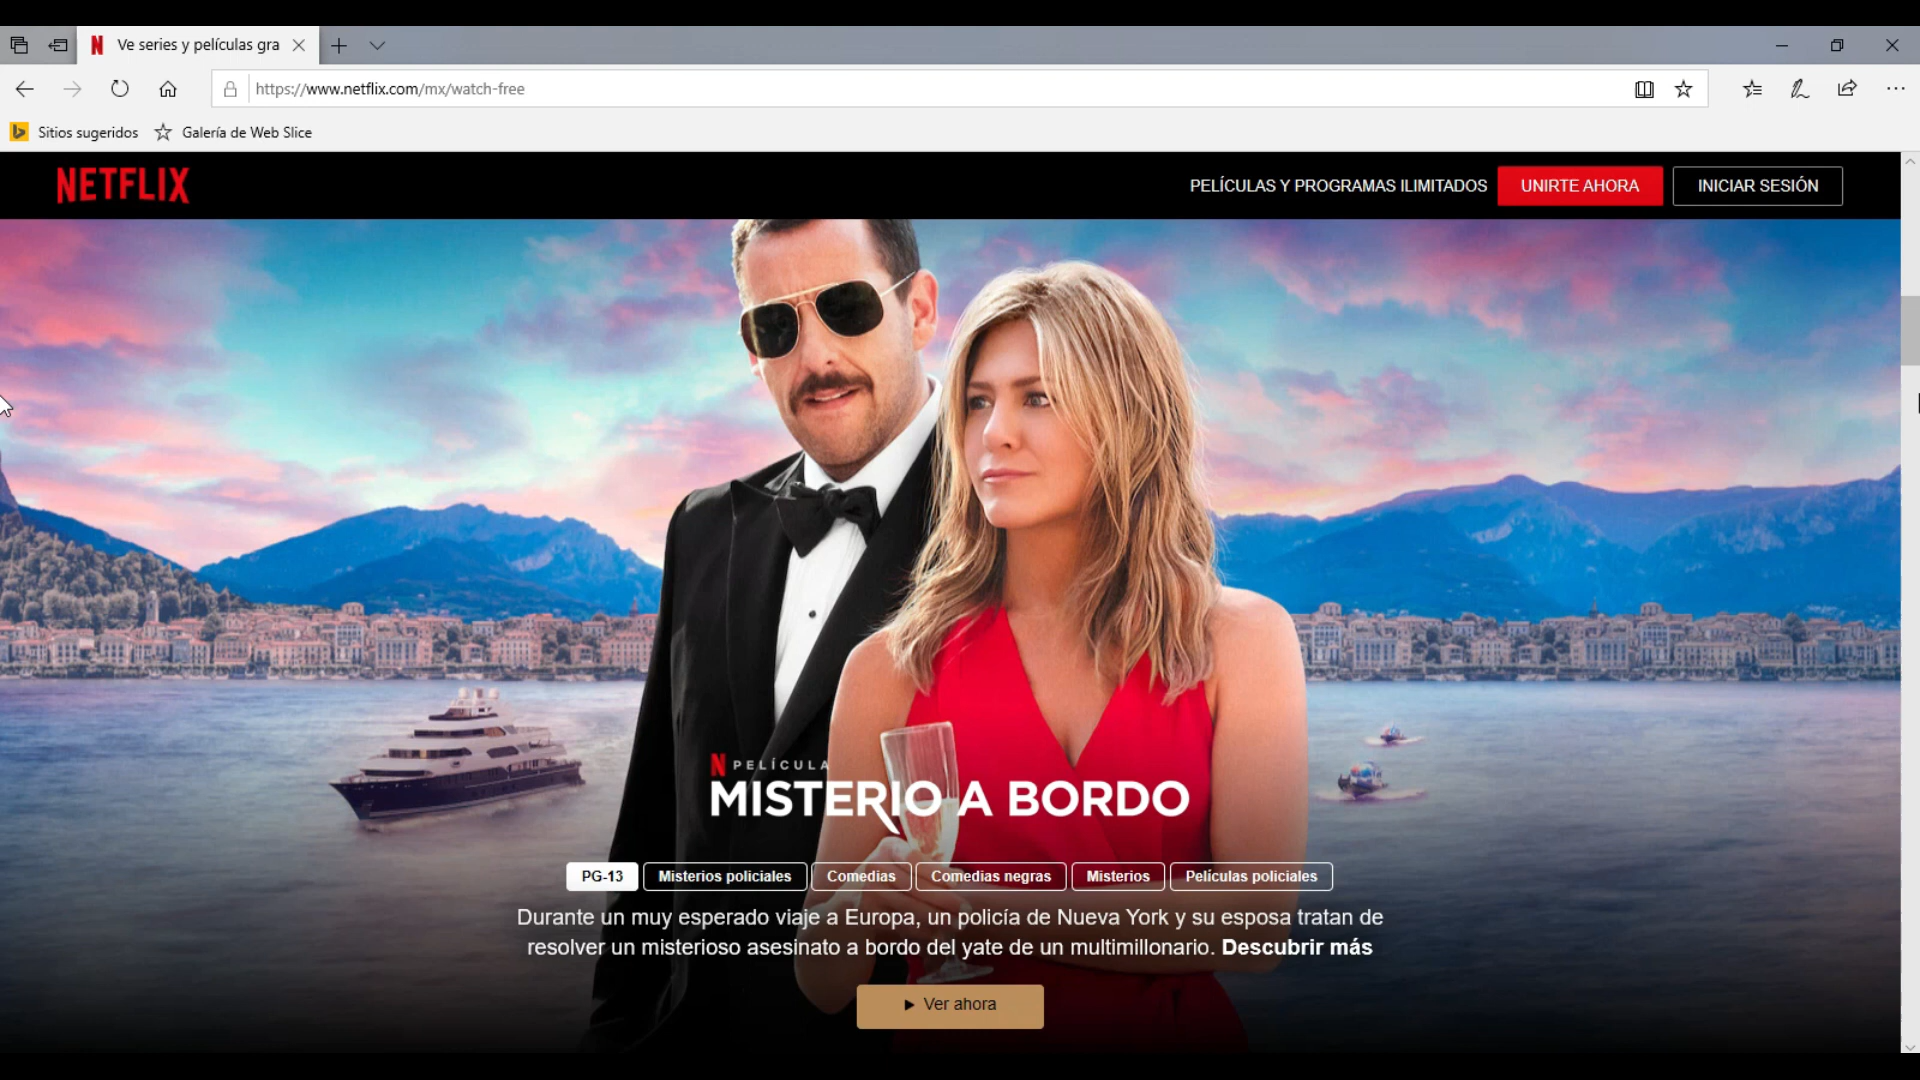 Ve series y películas gra
https://www.netflix.com/mx/watch-free
Sitios sugeridos
Galería de Web Slice
NETFLIX
PELÍCULAS Y PROGRAMAS ILIMITADOS
UNIRTE AHORA
INICIAR SESIÓN
N PELÍCULA
MISTERIO A BORDO
PG-13
Misterios policiales
Comedias
Comedias negras
Misterios
Películas policiales
Durante un muy esperado viaje a Europa, un policía de Nueva York y su esposa tratan de
resolver un misterioso asesinato a bordo del yate de un multimillonario. Descubrir más
Ver ahora